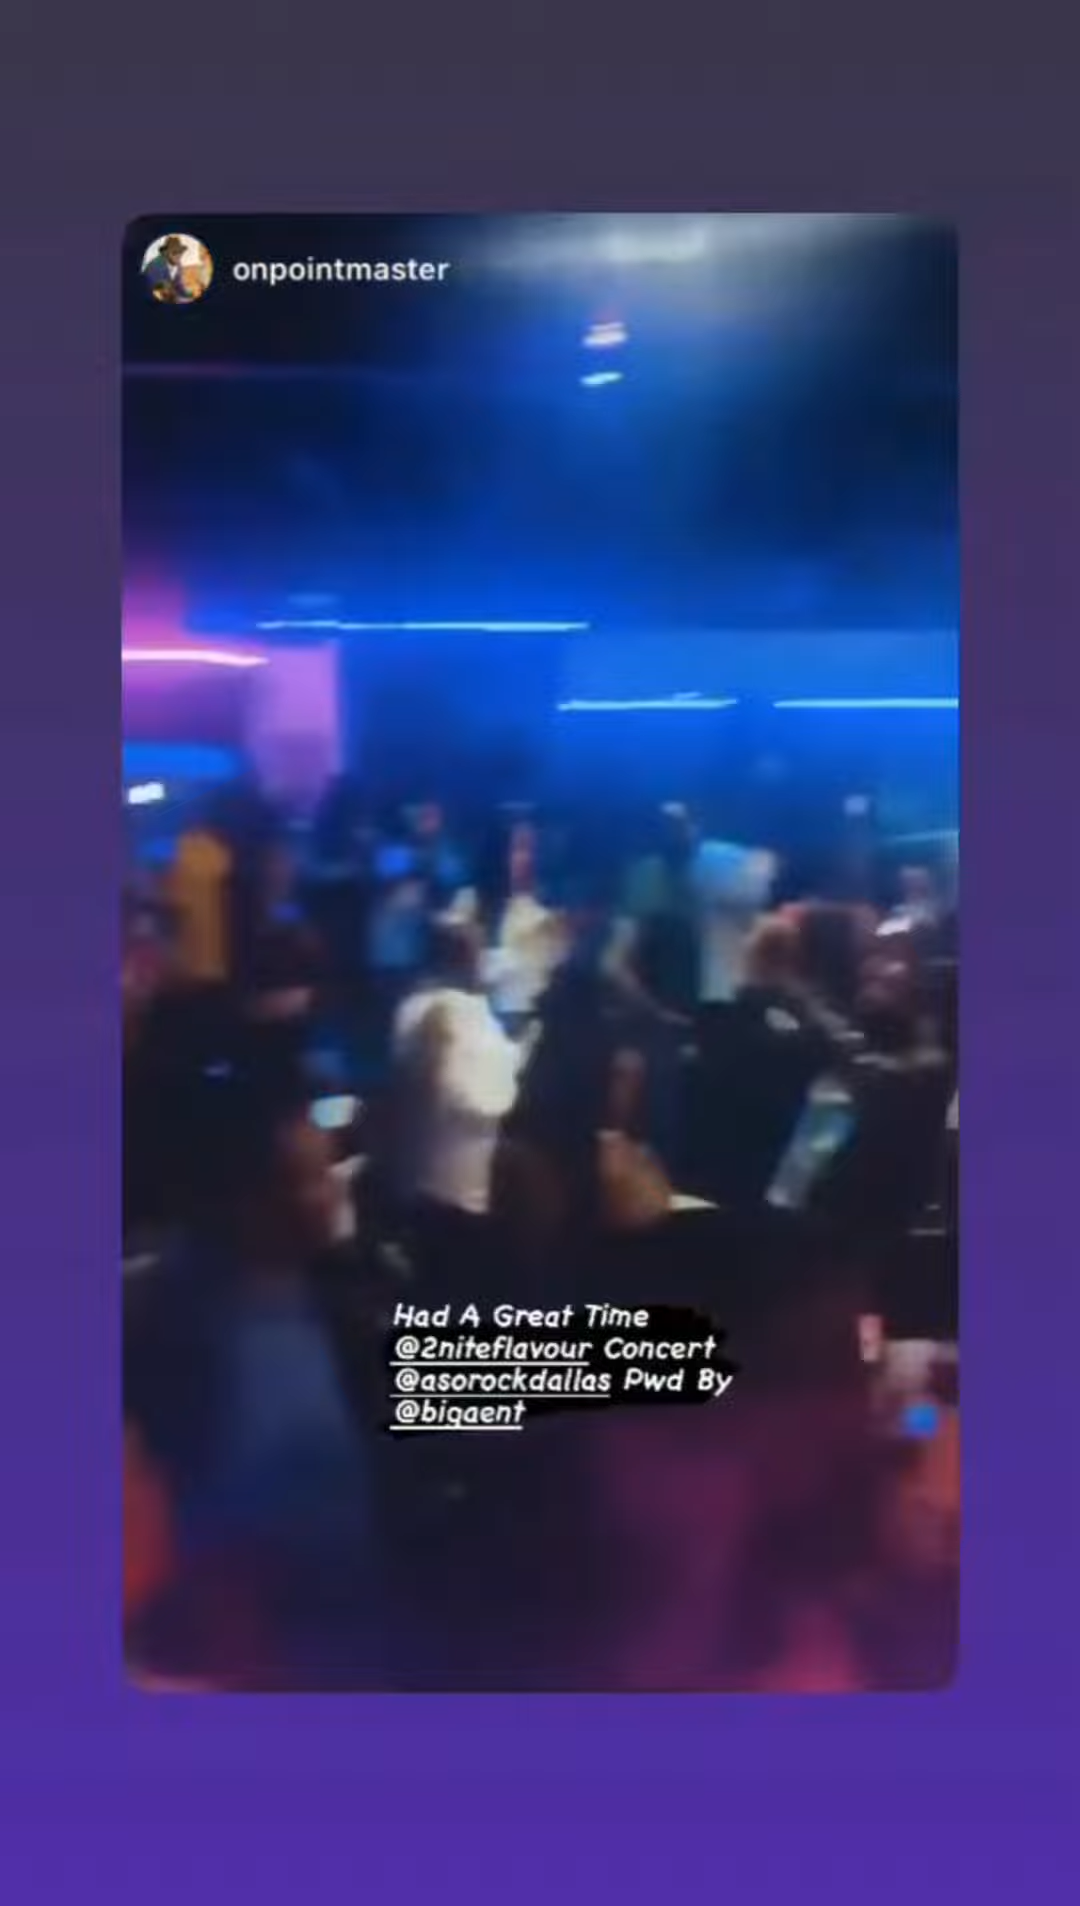 onpointmaster
Had A Great Time
@2niteflavour Concert
@asorockdallas Pwd By
@bigaent